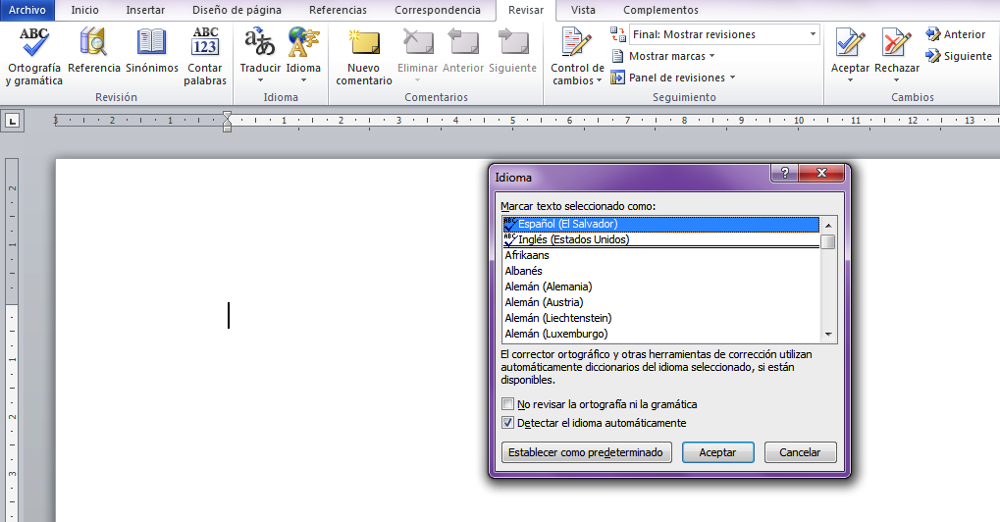 Archivo Inicio Insertar Diseño de página Referencias Correspondencia Revisar Vista Complementos
ABC
Ortografía y gramática
Referencia
Sinónimos
ABC 123
Contar palabras
Revisión
Traducir
Idioma
Idioma
Nuevo comentario
Eliminar
Anterior
Siguiente
Comentarios
Control de cambios
Final: Mostrar revisiones
Mostrar marcas
Panel de revisiones
Seguimiento
Aceptar
Rechazar
Anterior
Siguiente
Cambios
L
3 2 1 1 2 3 4 5 6 7 8 9 10 11 12 13
2
1
1
2
3
Idioma
?
Marcar texto seleccionado como:
ABC Español (El Salvador)
ABC Inglés (Estados Unidos)
Afrikaans
Albanés
Alemán (Alemania)
Alemán (Austria)
Alemán (Liechtenstein)
Alemán (Luxemburgo)
El corrector ortográfico y otras herramientas de corrección utilizan
automáticamente diccionarios del idioma seleccionado, si están
disponibles.
No revisar la ortografía ni la gramática
Detectar el idioma automáticamente
Establecer como predeterminado Aceptar Cancelar